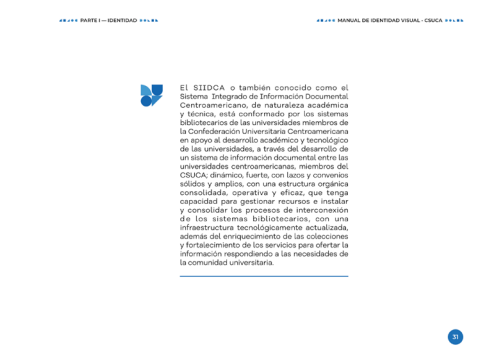 PARTE I — IDENTIDAD
MANUAL DE IDENTIDAD VISUAL - CSUCA
El SIIDCA o también conocido como el
Sistema Integrado de Información Documental
Centroamericano, de naturaleza académica
y técnica, está conformado por los sistemas
bibliotecarios de las universidades miembros de
la Confederación Universitaria Centroamericana
en apoyo al desarrollo académico y tecnológico
de las universidades, a través del desarrollo de
un sistema de información documental entre las
universidades centroamericanas, miembros del
CSUCA; dinámico, fuerte, con lazos y convenios
sólidos y amplios, con una estructura orgánica
consolidada, operativa y eficaz, que tenga
capacidad para gestionar recursos e instalar
y consolidar los procesos de interconexión
de los sistemas bibliotecarios, con una
infraestructura tecnológicamente actualizada,
además del enriquecimiento de las colecciones
y fortalecimiento de los servicios para ofertar la
información respondiendo a las necesidades de
la comunidad universitaria.
31